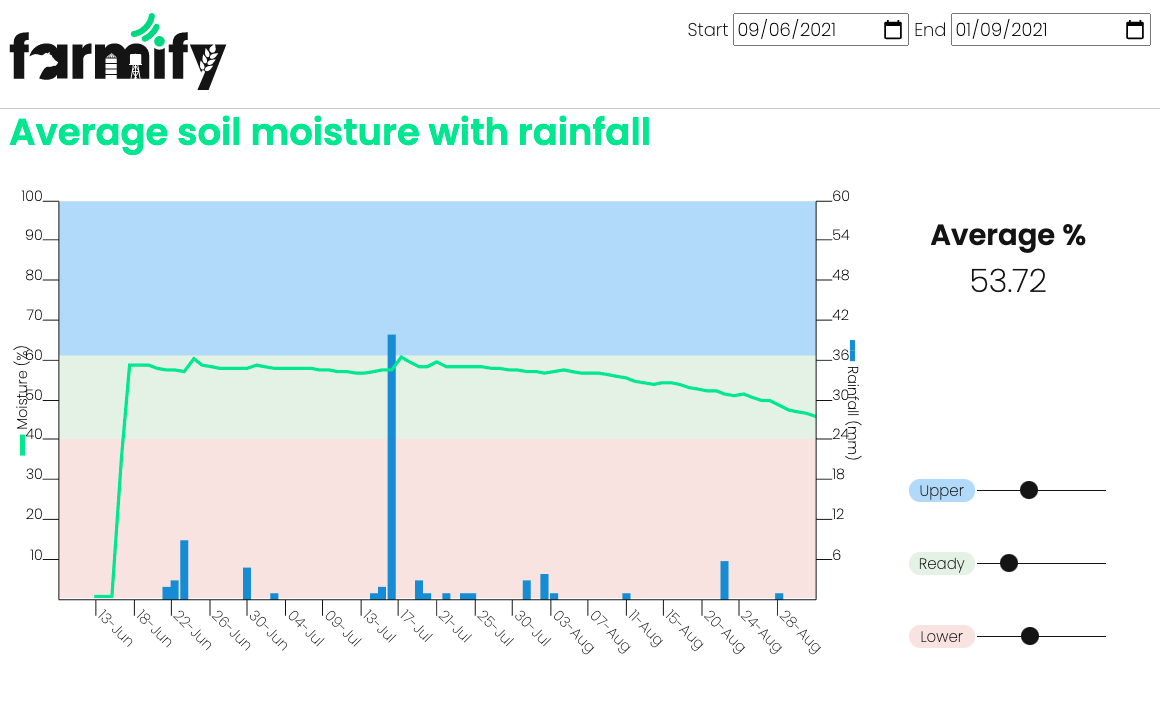 farmify
Start 09/06/2021 End 01/09/2021
Average soil moisture with rainfall
100
90
80
70
60
50
40
30
20
10
Moisture (%)
60
54
48
42
36
30
24
18
12
6
Rainfall (mm)
13-Jun
18-Jun
22-Jun
26-Jun
30-Jun
04-Jul
09-Jul
13-Jul
17-Jul
21-Jul
25-Jul
30-Jul
03-Aug
07-Aug
11-Aug
15-Aug
20-Aug
24-Aug
28-Aug
Average %
53.72
Upper
Ready
Lower